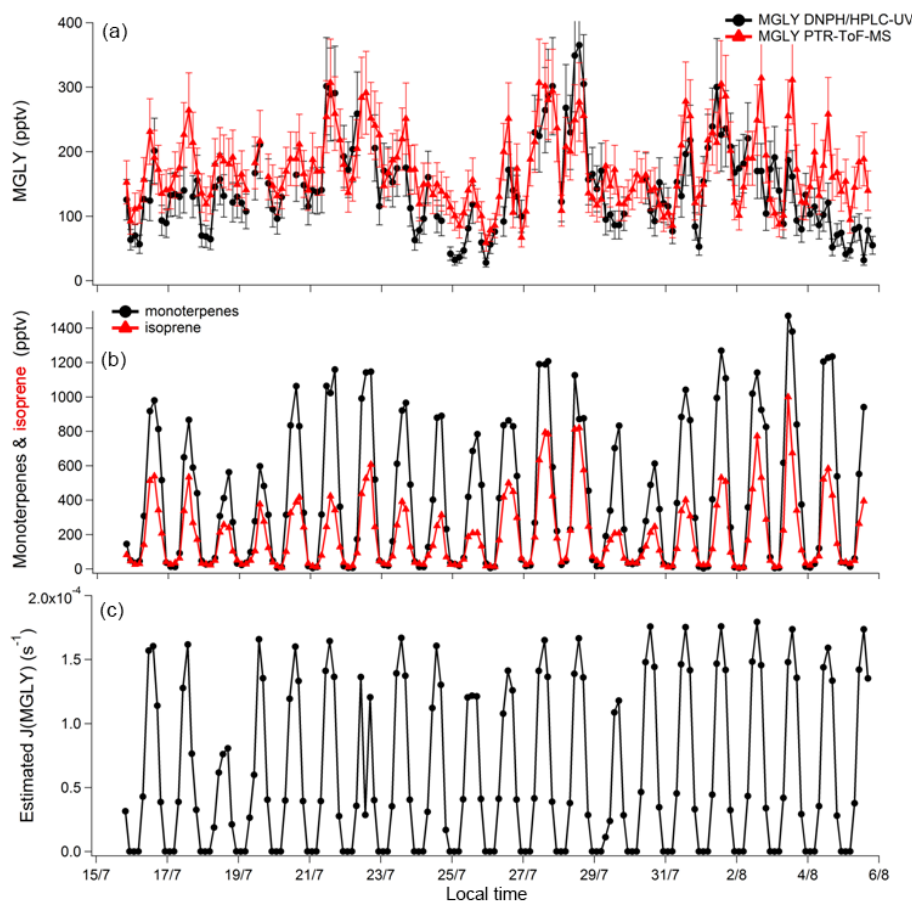 (a)
MGLY DNPH/HPLC-UV
MGLY PTR-ToF-MS
MGLY (pptv)
400
300
200
100
0
monoterpenes
isoprene
(b)
Monoterpenes & isoprene (pptv)
1400
1200
1000
800
600
400
200
0
(c)
Estimated J(MGLY) (s⁻¹)
2.0x10⁻⁴
1.5
1.0
0.5
0.0
15/7 17/7 19/7 21/7 23/7 25/7 27/7 29/7 31/7 2/8 4/8 6/8
Local time